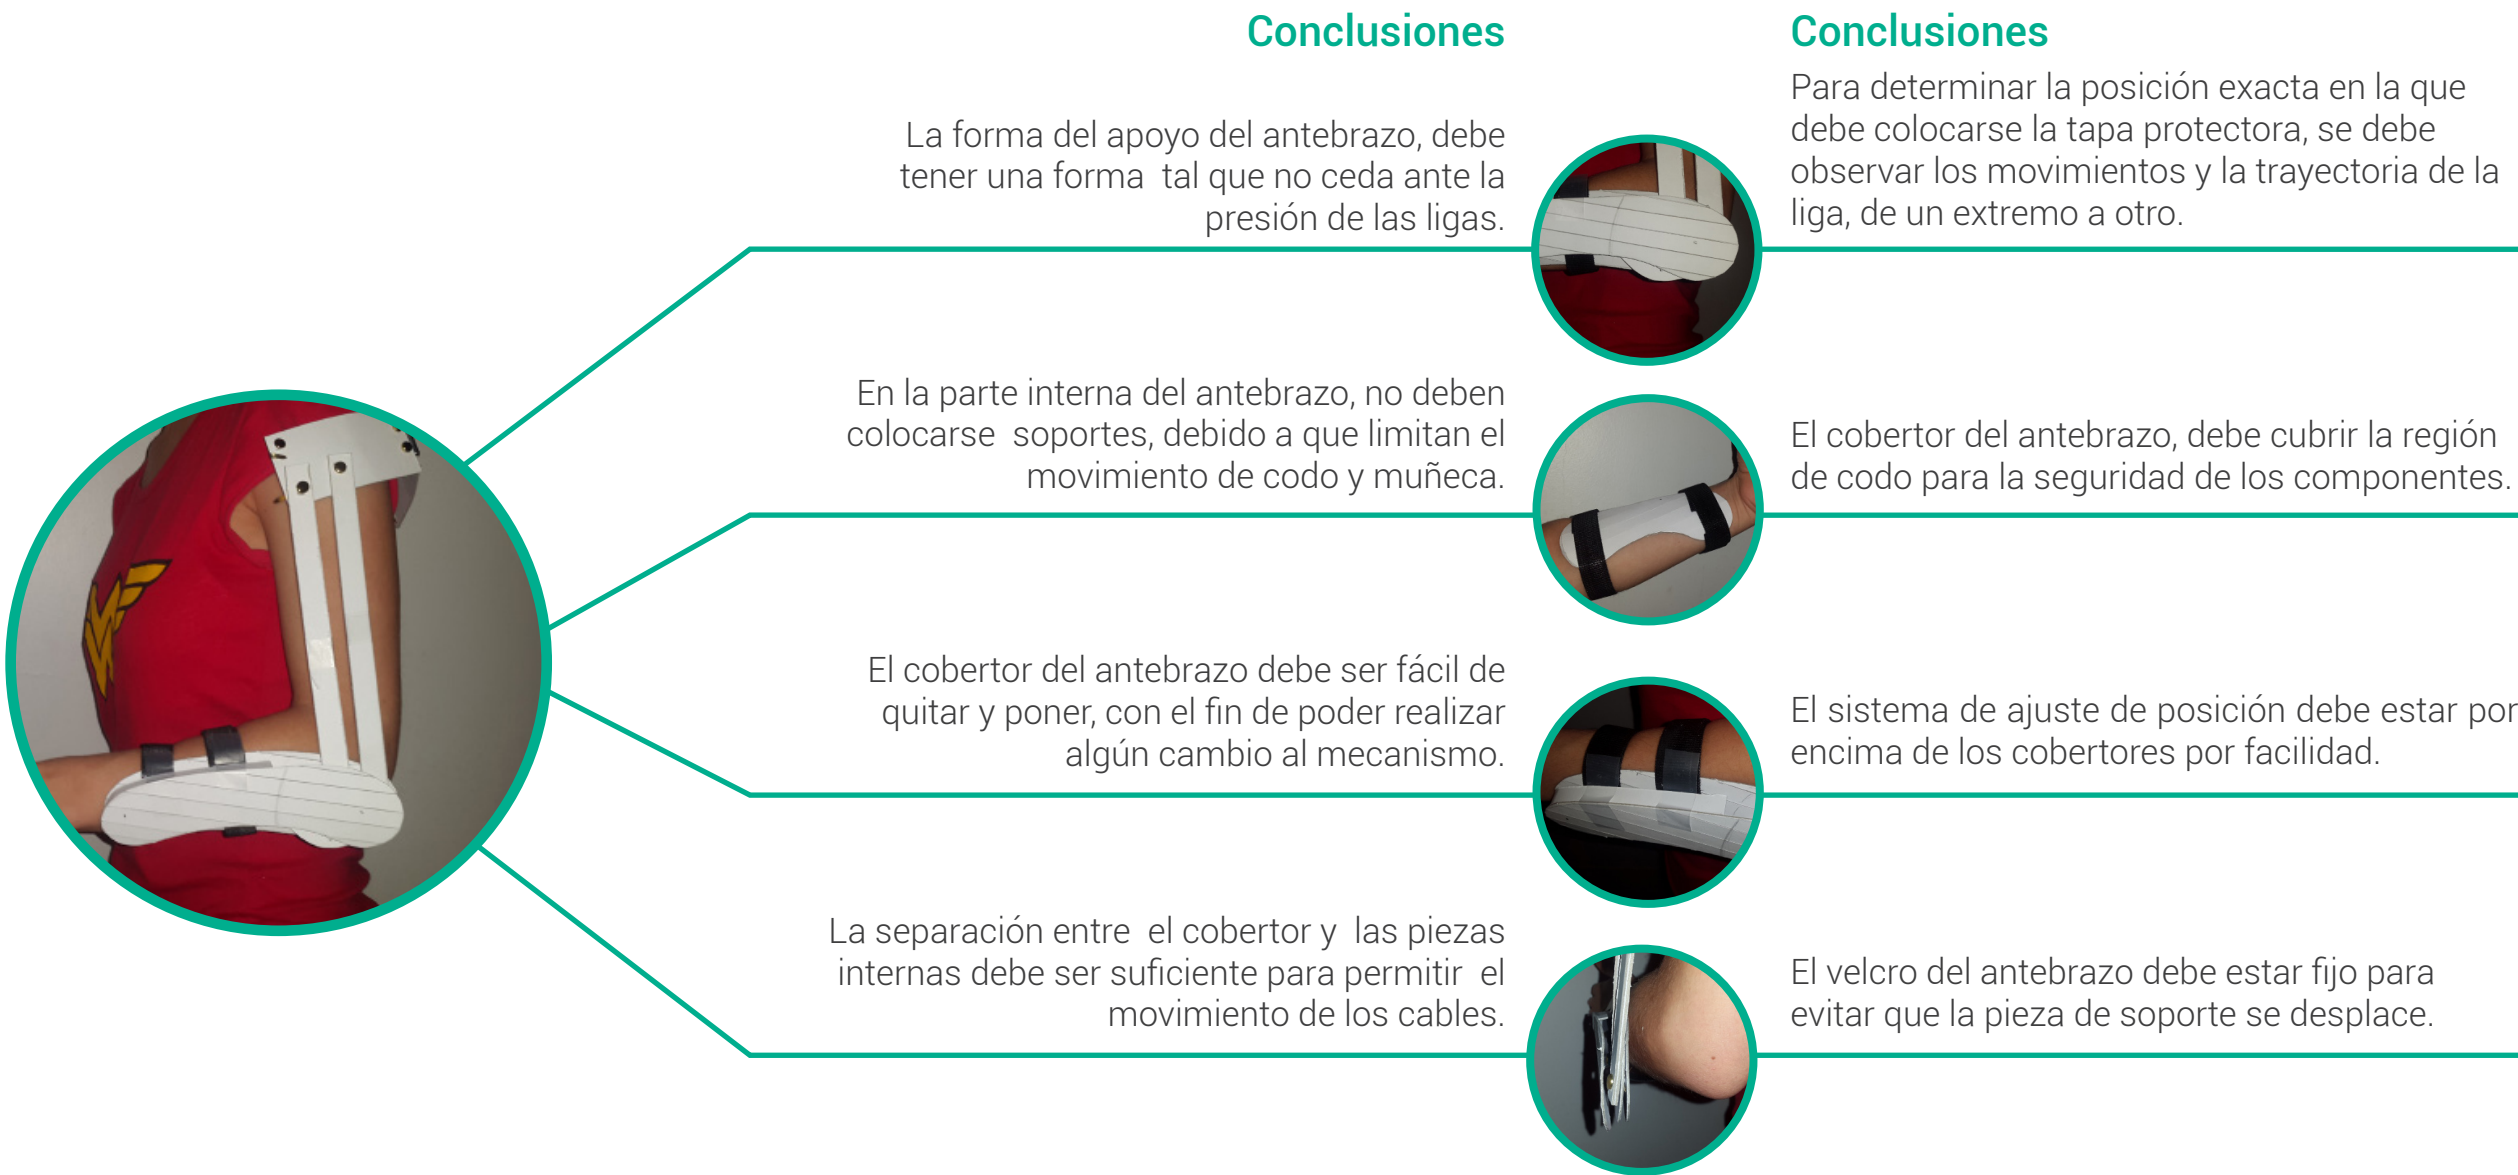 Conclusiones
La forma del apoyo del antebrazo, debe
tener una forma tal que no ceda ante la
presión de las ligas.
En la parte interna del antebrazo, no deben
colocarse soportes, debido a que limitan el
movimiento de codo y muñeca.
El cobertor del antebrazo debe ser fácil de
quitar y poner, con el fin de poder realizar
algún cambio al mecanismo.
La separación entre el cobertor y las piezas
internas debe ser suficiente para permitir el
movimiento de los cables.
Conclusiones
Para determinar la posición exacta en la que
debe colocarse la tapa protectora, se debe
observar los movimientos y la trayectoria de la
liga, de un extremo a otro.
El cobertor del antebrazo, debe cubrir la región
de codo para la seguridad de los componentes.
El sistema de ajuste de posición debe estar por
encima de los cobertores por facilidad.
El velcro del antebrazo debe estar fijo para
evitar que la pieza de soporte se desplace.